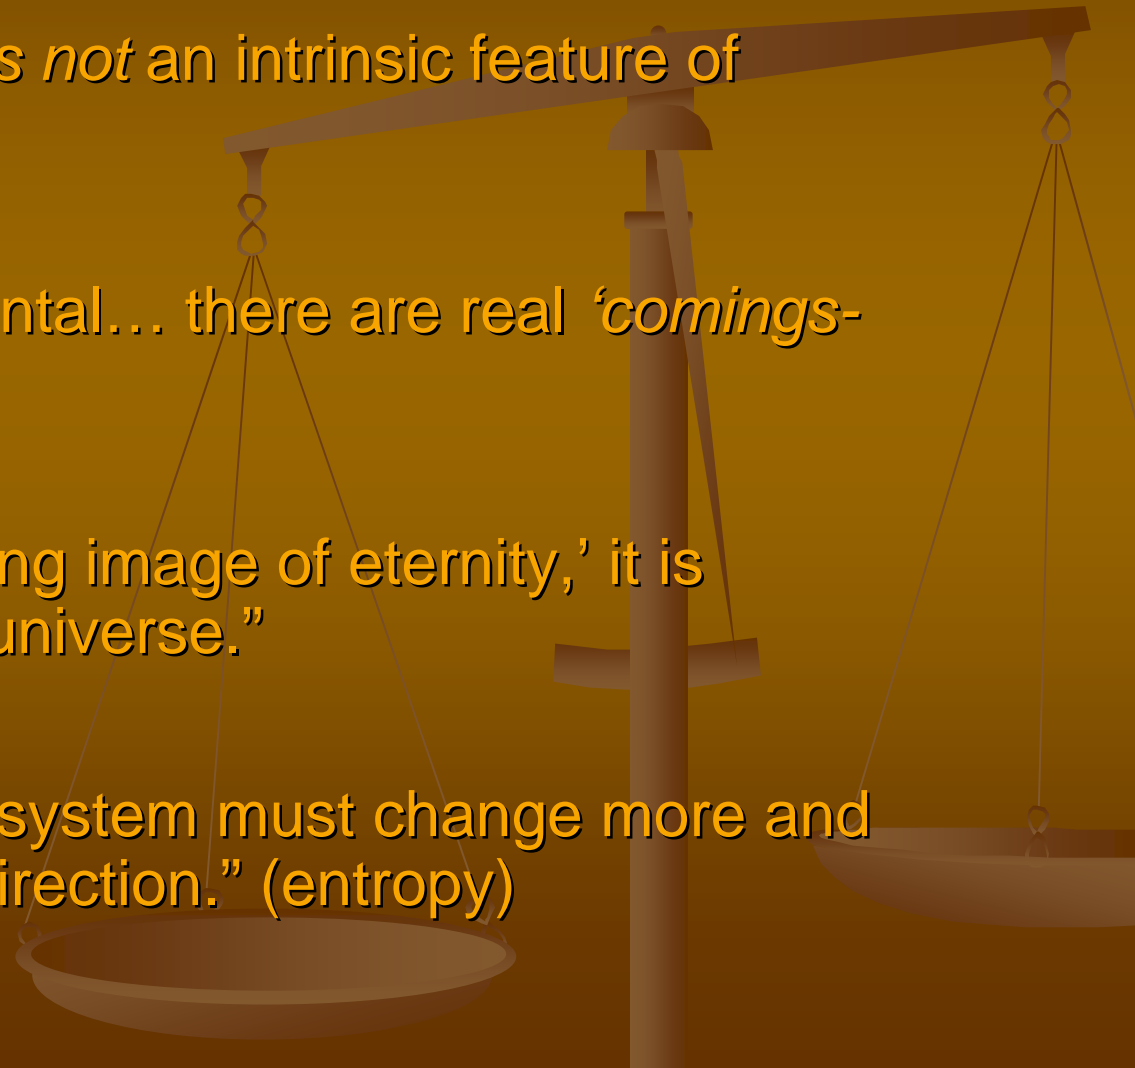 s not an intrinsic feature of
ntal… there are real ‘comings-
ng image of eternity,’ it is
universe.”
system must change more and
irection.” (entropy)